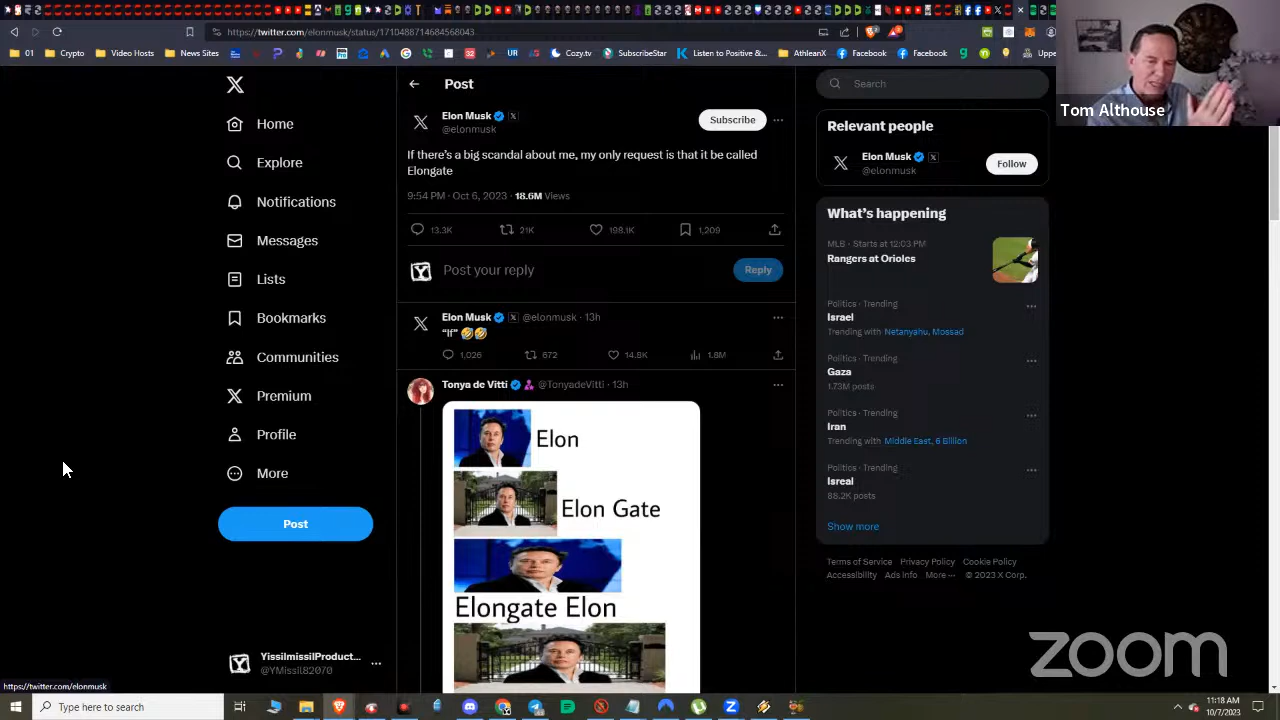 https://twitter.com/elonmusk/status/1710488714684568043
01
Crypto
Video Hosts
News Sites
UR
Cozy.tv
SubscribeStar
Listen to Positive &...
AthleanX
Facebook
Facebook
Uppe
Tom Althouse
Home
Explore
Notifications
Messages
Lists
Bookmarks
Communities
Premium
Profile
More
Post
YissilmissilProduct...
@YMissil82070
https://twitter.com/elonmusk
Post
Elon Musk
@elonmusk
Subscribe
If there's a big scandal about me, my only request is that it be called
Elongate
9:54 PM · Oct 6, 2023 · 18.6M Views
13.3K 21K 198.1K 1,209
Post your reply
Reply
Elon Musk @elonmusk · 13h
"If" 🤣🤣
1,026 672 14.8K 1.8M
Tonya de Vitti @TonyadeVitti · 13h
Elon
Elon Gate
Elongate Elon
Search
Relevant people
Elon Musk
@elonmusk
Follow
What's happening
MLB · Starts at 12:03 PM
Rangers at Orioles
Politics · Trending
Israel
Trending with Netanyahu, Mossad
Politics · Trending
Gaza
1.73M posts
Politics · Trending
Iran
Trending with Middle East, 6 Billion
Politics · Trending
Isreal
88.2K posts
Show more
Terms of Service Privacy Policy Cookie Policy
Accessibility Ads info More ··· © 2023 X Corp.
zoom
Type here to search
11:18 AM
10/7/2023